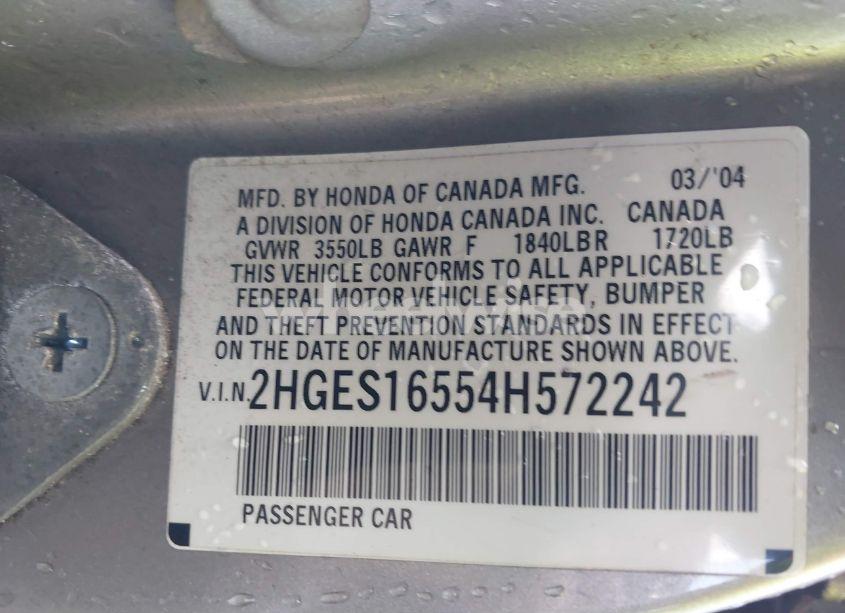 MFD. BY HONDA OF CANADA MFG. 03/'04
A DIVISION OF HONDA CANADA INC. CANADA
GVWR 3550LB GAWR F 1840LB R 1720LB
THIS VEHICLE CONFORMS TO ALL APPLICABLE
FEDERAL MOTOR VEHICLE SAFETY, BUMPER
AND THEFT PREVENTION STANDARDS IN EFFECT
ON THE DATE OF MANUFACTURE SHOWN ABOVE.
V.I.N. 2HGES16554H572242
PASSENGER CAR